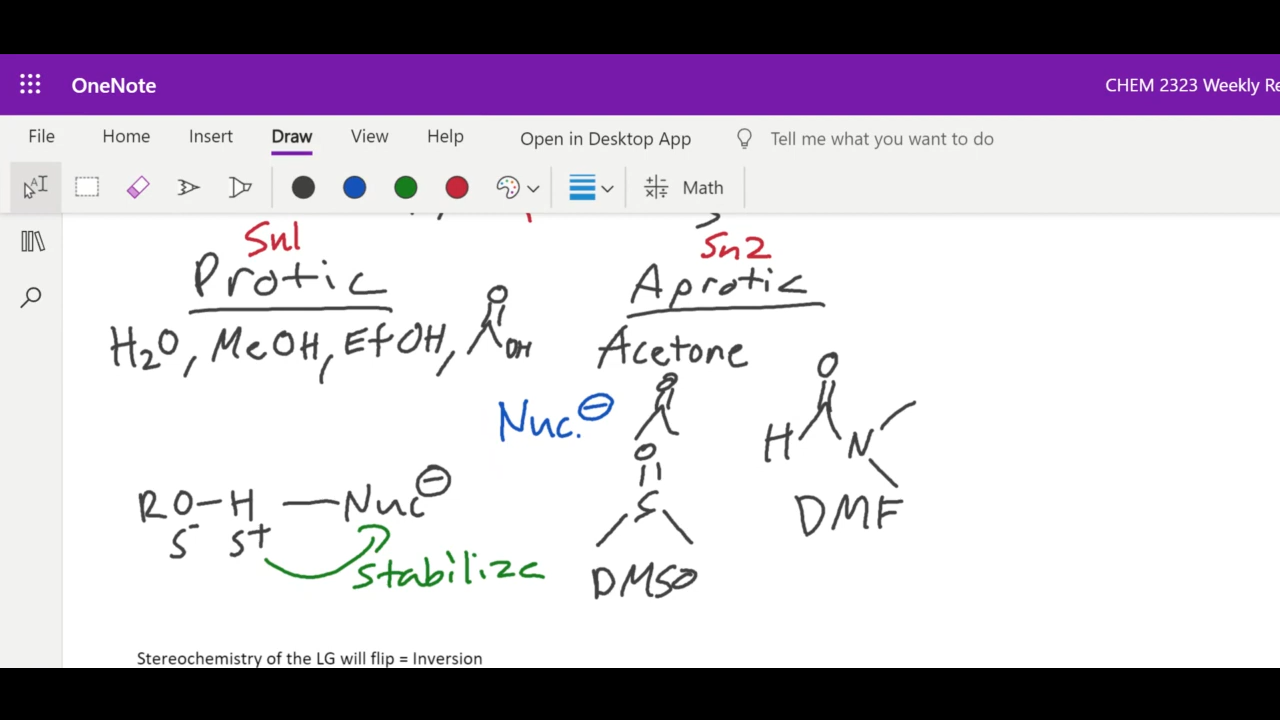 OneNote
CHEM 2323 Weekly Re
File Home Insert Draw View Help Open in Desktop App Tell me what you want to do
Math
Sn1
Sn2
Protic
Aprotic
H2O, MeOH, EtOH,
O
OH
Acetone
O
O
Nuc. ⊖
O
H
N
RO-H — Nuc ⊖
S
DMF
δ- δ+
stabilize
DMSO
Stereochemistry of the LG will flip = Inversion